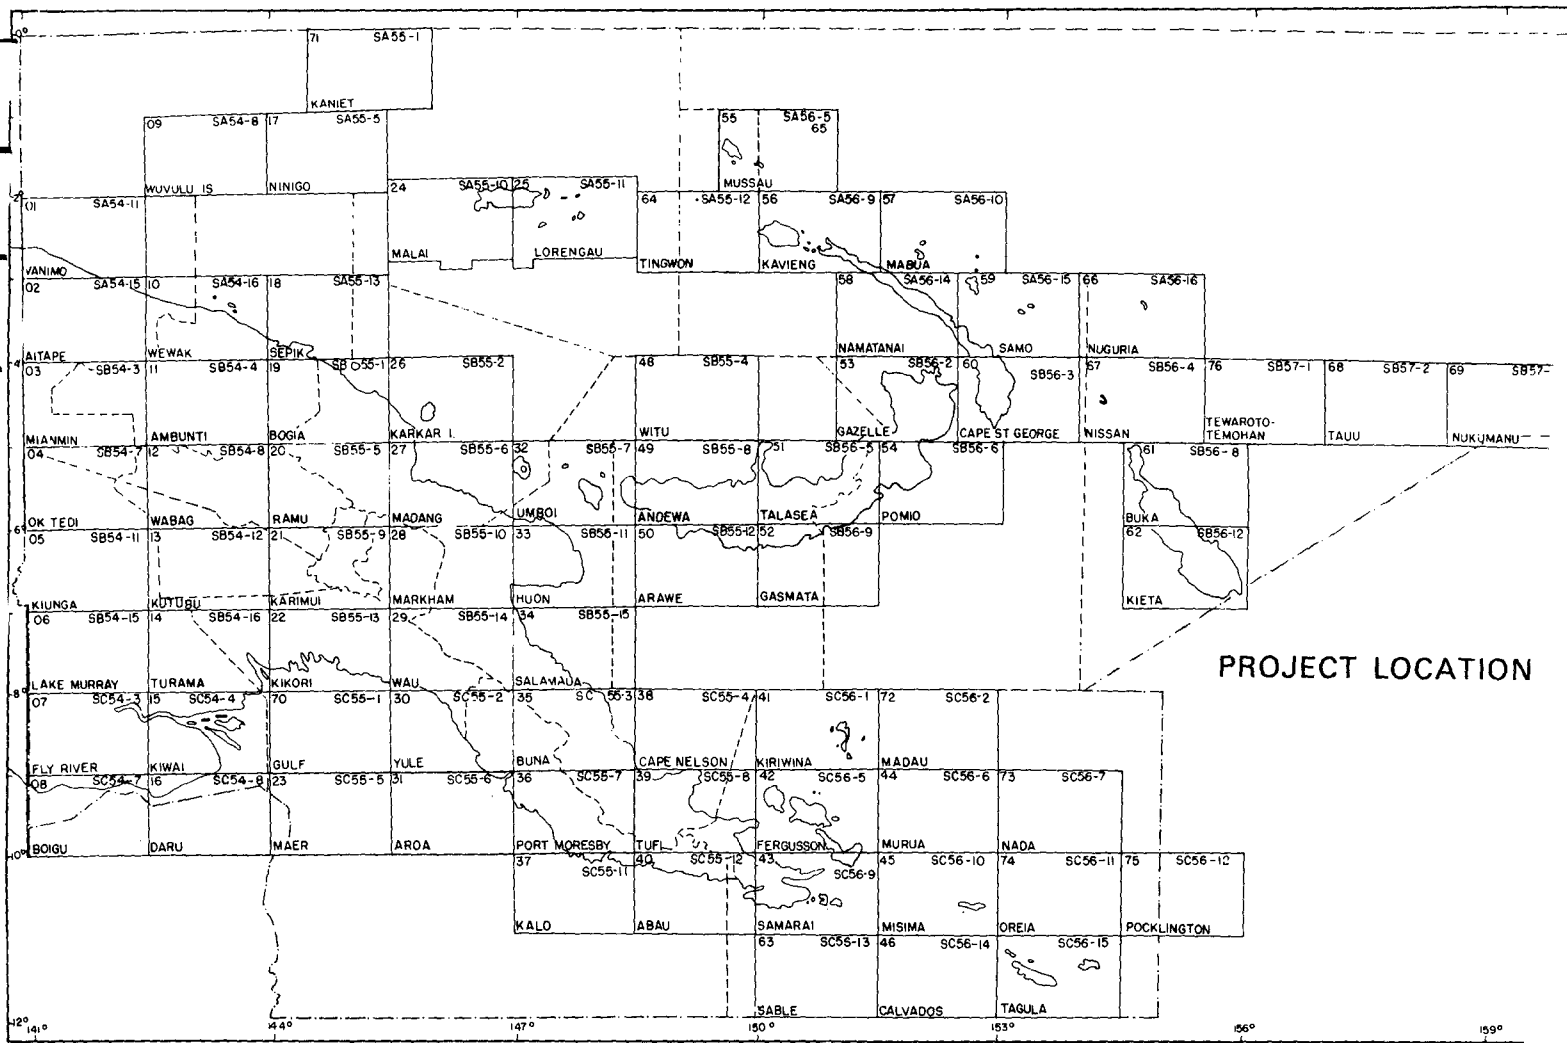 0°
71 SA55-1
KANIET
09 SA54-8 17 SA55-5
55 SA56-5
65
WUVULU IS NINIGO
24 SA55-10 25 SA55-11
MUSSAU
2°
01 SA54-11
64 SA55-12 56 SA56-9 57 SA56-10
MALAI LORENGAU
TINGWON KAVIENG MABUA
VANIMO
02 SA54-15 10 SA54-16 18 SA55-13
58 SA56-14 59 SA56-15 66 SA56-16
AITAPE WEWAK SEPIK
NAMATANAI SAMO NUGURIA
4°
03 SB54-3 11 SB54-4 19 SB 55-1 26 SB55-2
48 SB55-4 53 SB56-2 60 SB56-3 67 SB56-4 76 SB57-1 68 SB57-2 69 SB57-
MIANMIN AMBUNTI BOGIA KARKAR I.
WITU GAZELLE CAPE ST GEORGE NISSAN TEWAROTO-
TEMOHAN TAUU NUKUMANU
04 SB54-7 12 SB54-8 20 SB55-5 27 SB55-6 32 SB55-7 49 SB55-8 51 SB56-5 54 SB56-6 61 SB56-8
OK TEDI WABAG RAMU MADANG UMBOI ANDEWA TALASEA POMIO BUKA
6°
05 SB54-11 13 SB54-12 21 SB55-9 28 SB55-10 33 SB55-11 50 SB55-12 52 SB56-9 62 SB56-12
KIUNGA KUTUBU KARIMUI MARKHAM HUON ARAWE GASMATA KIETA
06 SB54-15 14 SB54-16 22 SB55-13 29 SB55-14 34 SB55-15
PROJECT LOCATION
LAKE MURRAY TURAMA KIKORI WAU SALAMAUA
8°
07 SC54-3 15 SC54-4 70 SC55-1 30 SC55-2 35 SC 55-3 38 SC55-4 41 SC56-1 72 SC56-2
FLY RIVER KIWAI GULF YULE BUNA CAPE NELSON KIRIWINA MADAU
08 SC54-7 16 SC54-8 23 SC55-5 31 SC55-6 36 SC55-7 39 SC55-8 42 SC56-5 44 SC56-6 73 SC56-7
BOIGU DARU MAER AROA PORT MORESBY TUFI FERGUSSON MURUA NADA
10°
37 SC55-11 40 SC55-12 43 SC56-9 45 SC56-10 74 SC56-11 75 SC56-12
KALO ABAU SAMARAI MISIMA OREIA POCKLINGTON
63 SC56-13 46 SC56-14 SC56-15
SABLE CALVADOS TAGULA
12°
141° 144° 147° 150° 153° 156° 159°